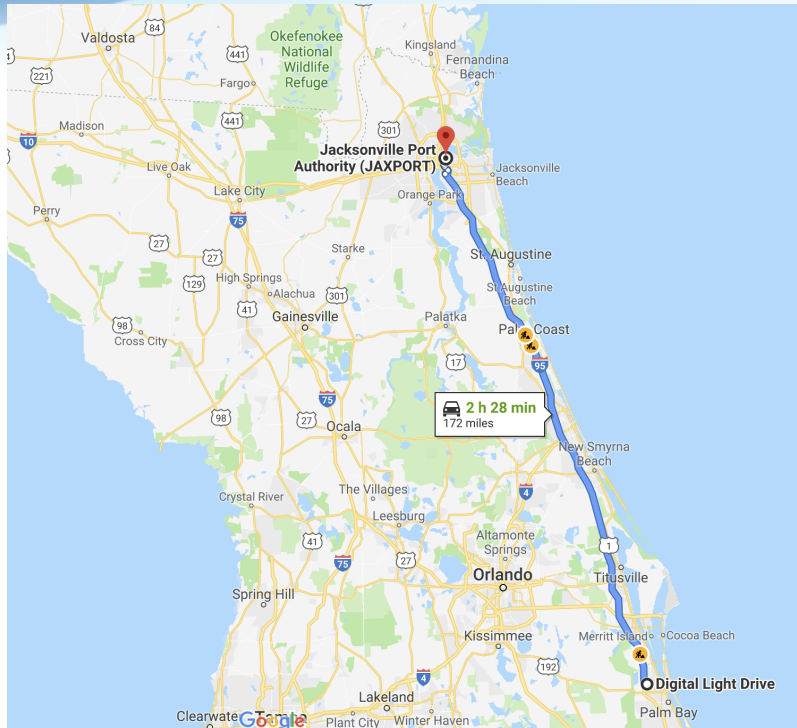 Valdosta
84
Okefenokee
National
Wildlife
Refuge
Kingsland
Fernandina
Beach
441
221
Fargo
441
301
Madison
10
Jacksonville Port
Authority (JAXPORT)
Live Oak
Jacksonville
Beach
Lake City
Orange Park
75
Perry
27
27
Starke
St. Augustine
High Springs
129
Alachua
301
St Augustine
Beach
41
Gainesville
Palatka
98
Cross City
Palm Coast
17
95
75
2 h 28 min
172 miles
98
27
Ocala
New Smyrna
Beach
The Villages
4
Crystal River
Leesburg
41
Altamonte
Springs
1
75
27
Orlando
Titusville
Spring Hill
Kissimmee
Merritt Island
Cocoa Beach
192
4
Digital Light Drive
Lakeland
Palm Bay
Clearwater
Google
Tampa
Plant City
Winter Haven